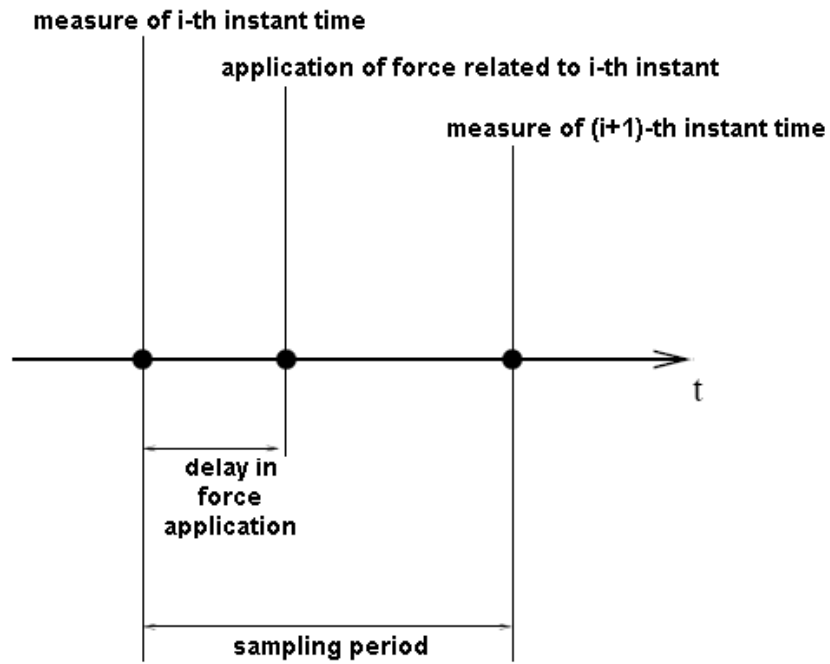 measure of i-th instant time
application of force related to i-th instant
measure of (i+1)-th instant time
t
delay in
force
application
sampling period